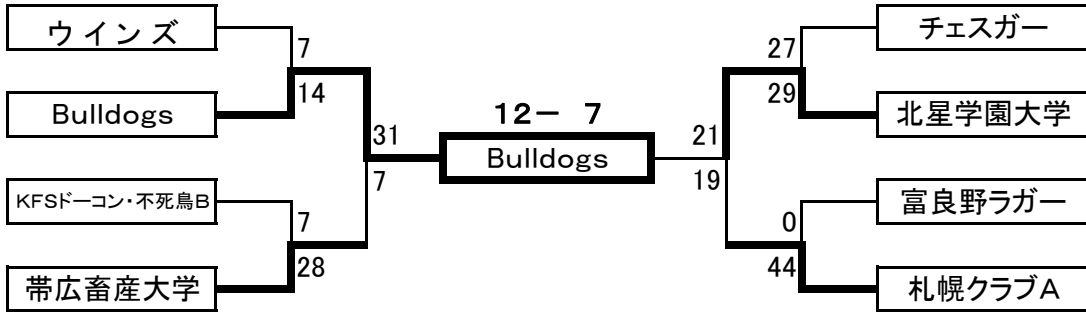 ウインズ
7
14
Bulldogs
31
7
KFSドーコン・不死鳥B
7
28
帯広畜産大学
12－ 7
Bulldogs
チェスガー
27
29
北星学園大学
21
19
富良野ラガー
0
44
札幌クラブA